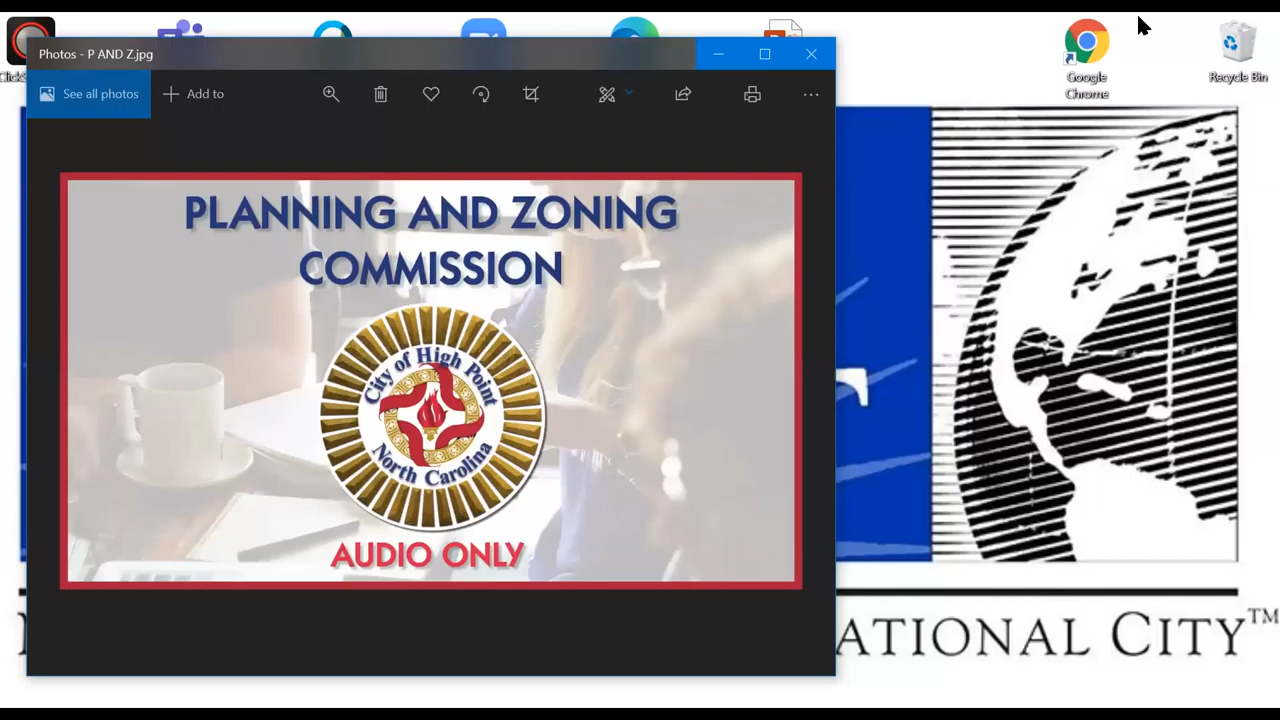 Photos - P AND Z.jpg
See all photos
Add to
PLANNING AND ZONING
COMMISSION
City of High Point
North Carolina
AUDIO ONLY
Google
Chrome
Recycle Bin
ATIONAL CITY™